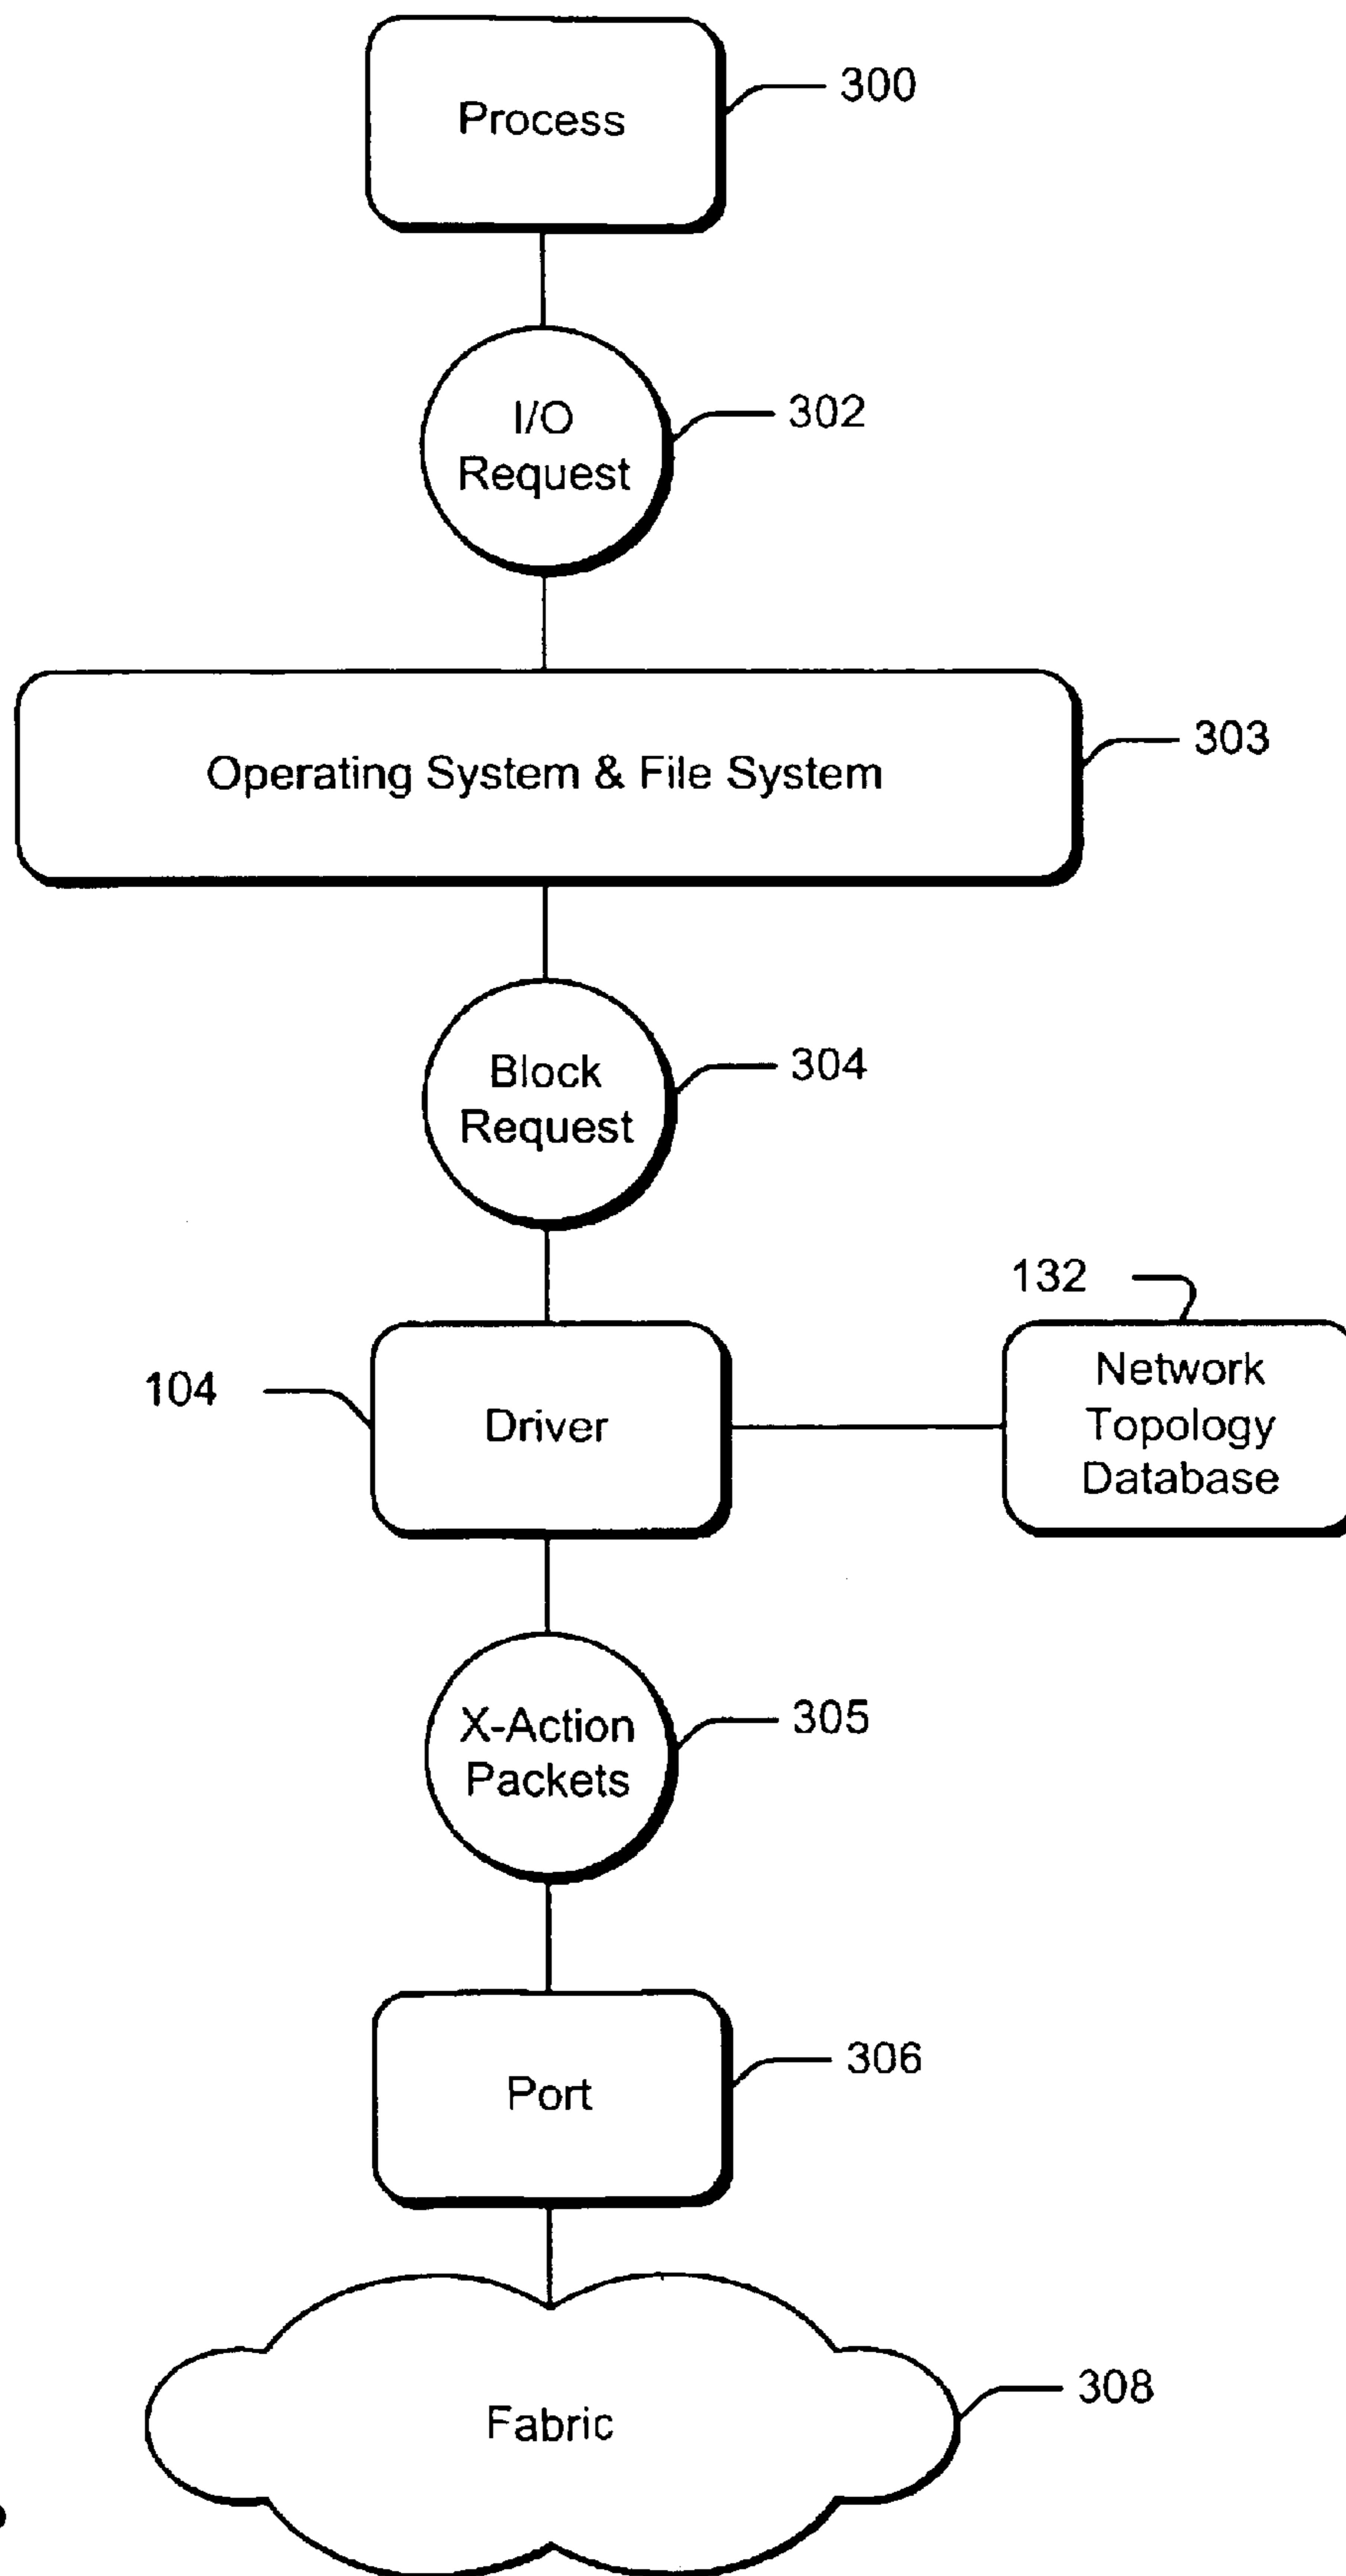 Process
300
I/O
Request
302
Operating System & File System
303
Block
Request
304
132
104
Driver
Network
Topology
Database
X-Action
Packets
305
Port
306
Fabric
308